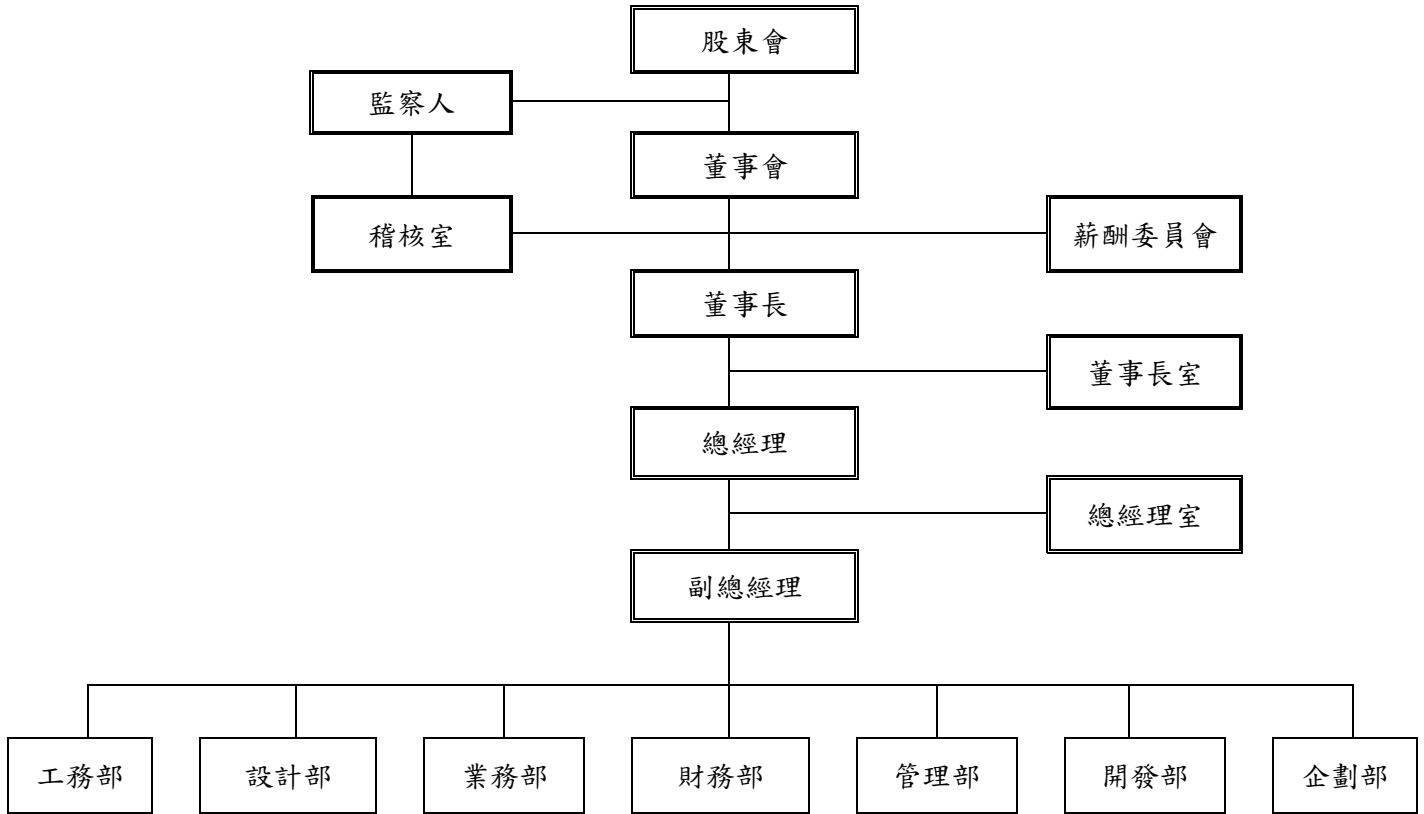 股東會
監察人
董事會
稽核室
薪酬委員會
董事長
董事長室
總經理
總經理室
副總經理
工務部
設計部
業務部
財務部
管理部
開發部
企劃部